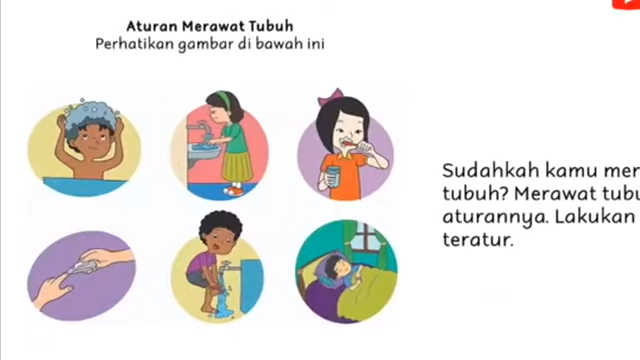 Aturan Merawat Tubuh
Perhatikan gambar di bawah ini
Sudahkah kamu
tubuh? Merawat
aturannya. Lakukan
teratur.